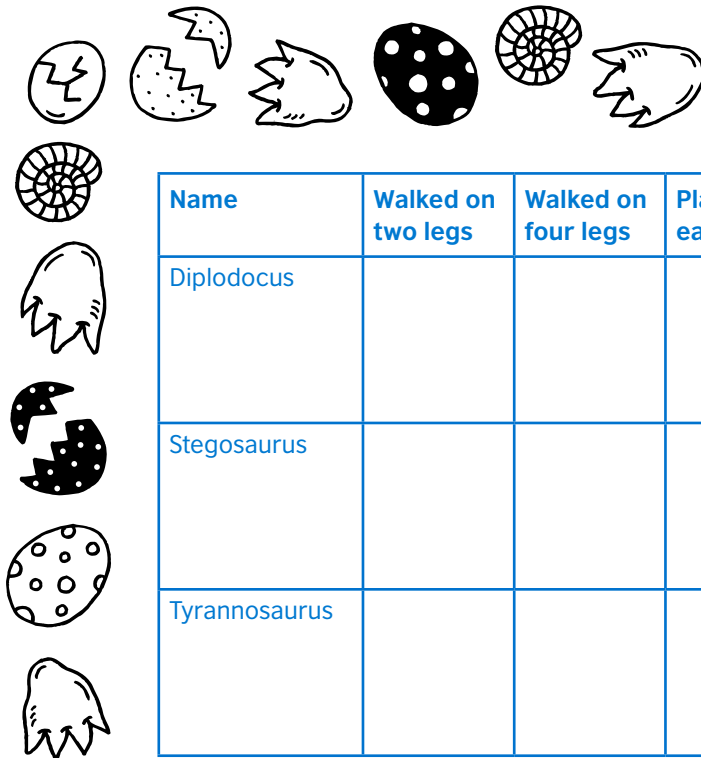 Name
Walked on
two legs
Walked on
four legs
Diplodocus
Stegosaurus
Tyrannosaurus